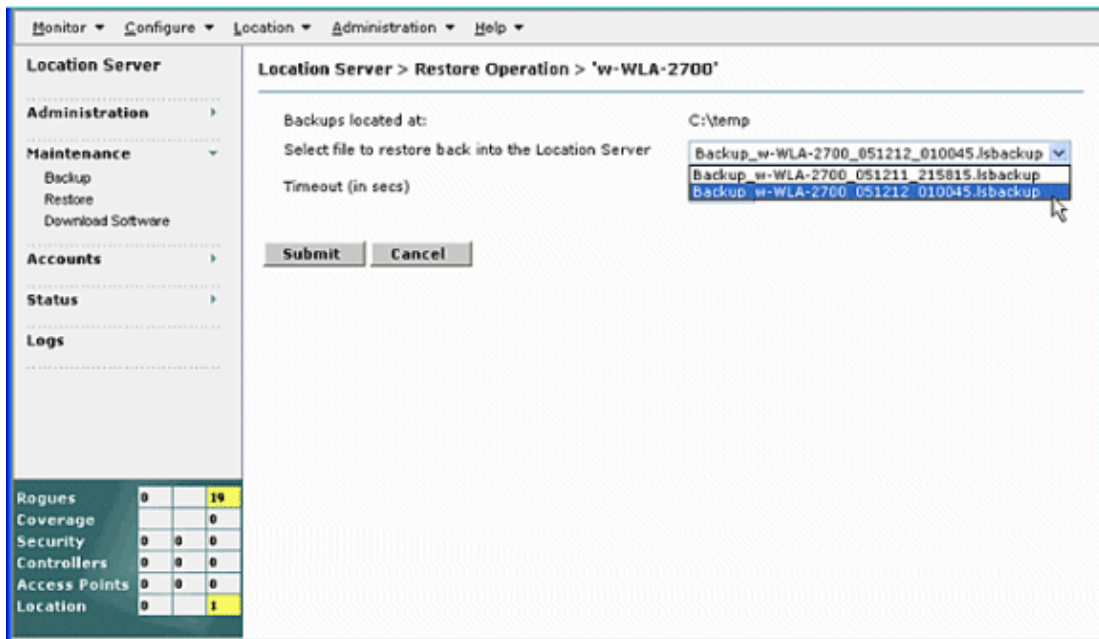 Monitor Configure Location Administration Help
Location Server
Administration
Maintenance
Backup
Restore
Download Software
Accounts
Status
Logs
Rogues 0 19
Coverage 0
Security 0 0 0
Controllers 0 0 0
Access Points 0 0 0
Location 0 1
Location Server > Restore Operation > 'w-WLA-2700'
Backups located at: C:\temp
Select file to restore back into the Location Server Backup_w-WLA-2700_051212_010045.lsbackup
Backup_w-WLA-2700_051211_215815.lsbackup
Timeout (in secs) Backup_w-WLA-2700_051212_010045.lsbackup
Submit Cancel